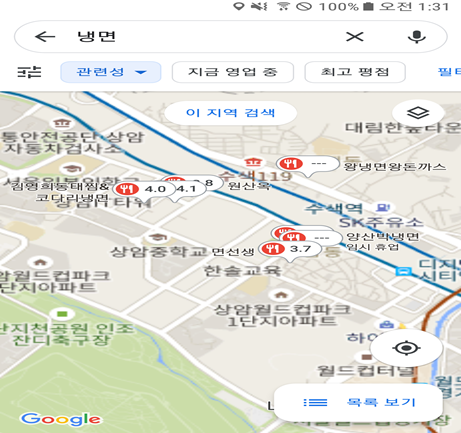 100% 오전 1:31
냉면
관련성
지금 영업 중
최고 평점
필터
이 지역 검색
대림한숲타운
통안전공단·상암
자동차검사소
수색119
왕냉면왕돈까스
김영희동태찜&
코다리냉면
4.0
4.1
원산옥
수색역
SK주유소
상암중학교
면선생
3.7
양산박냉면
임시 휴업
한솔교육
디지
시티
상암월드컵파크
1단지아파트
암월드컵파크
단지아파트
난지천공원 인조
잔디축구장
하이
월드컵터널
목록 보기
Google